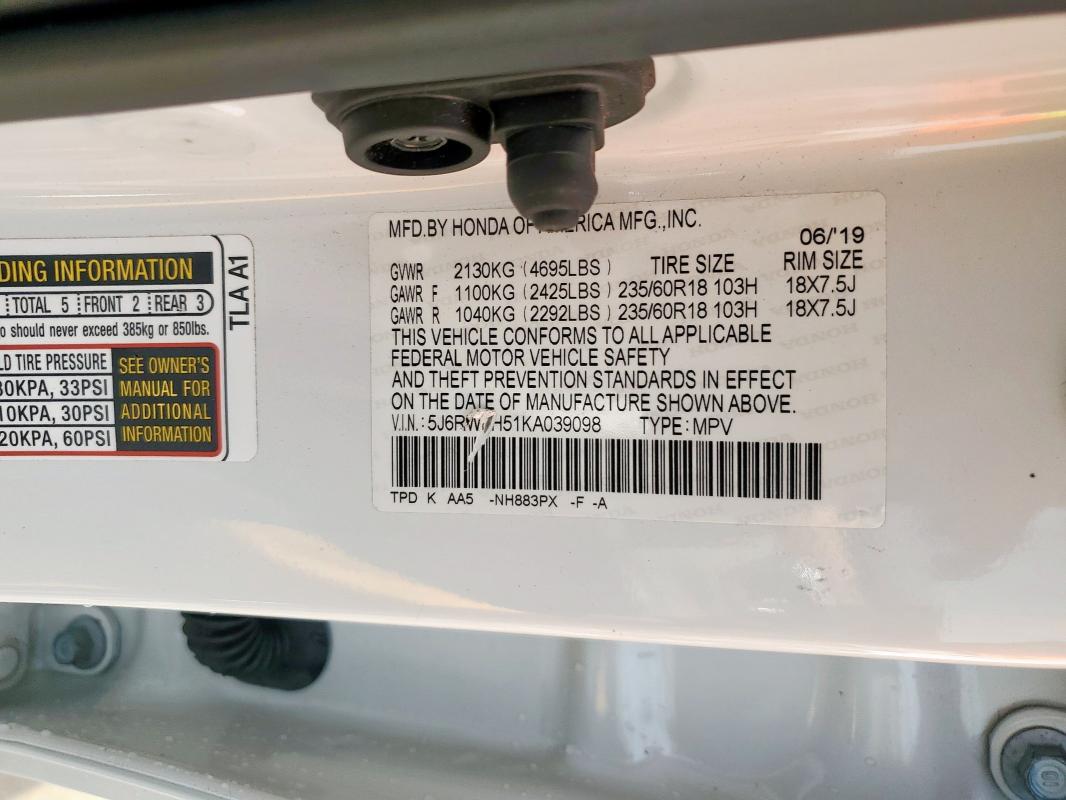 DING INFORMATION
TOTAL 5 FRONT 2 REAR 3
o should never exceed 385kg or 850lbs.
LD TIRE PRESSURE
30KPA, 33PSI
10KPA, 30PSI
20KPA, 60PSI
SEE OWNER'S
MANUAL FOR
ADDITIONAL
INFORMATION
TLA A1
MFD.BY HONDA OF AMERICA MFG.,INC.
06/'19
GVWR 2130KG (4695LBS) TIRE SIZE RIM SIZE
GAWR F 1100KG (2425LBS) 235/60R18 103H 18X7.5J
GAWR R 1040KG (2292LBS) 235/60R18 103H 18X7.5J
THIS VEHICLE CONFORMS TO ALL APPLICABLE
FEDERAL MOTOR VEHICLE SAFETY
AND THEFT PREVENTION STANDARDS IN EFFECT
ON THE DATE OF MANUFACTURE SHOWN ABOVE.
V.I.N.: TYPE: MPV
TPD K AA5 -NH883PX -F -A